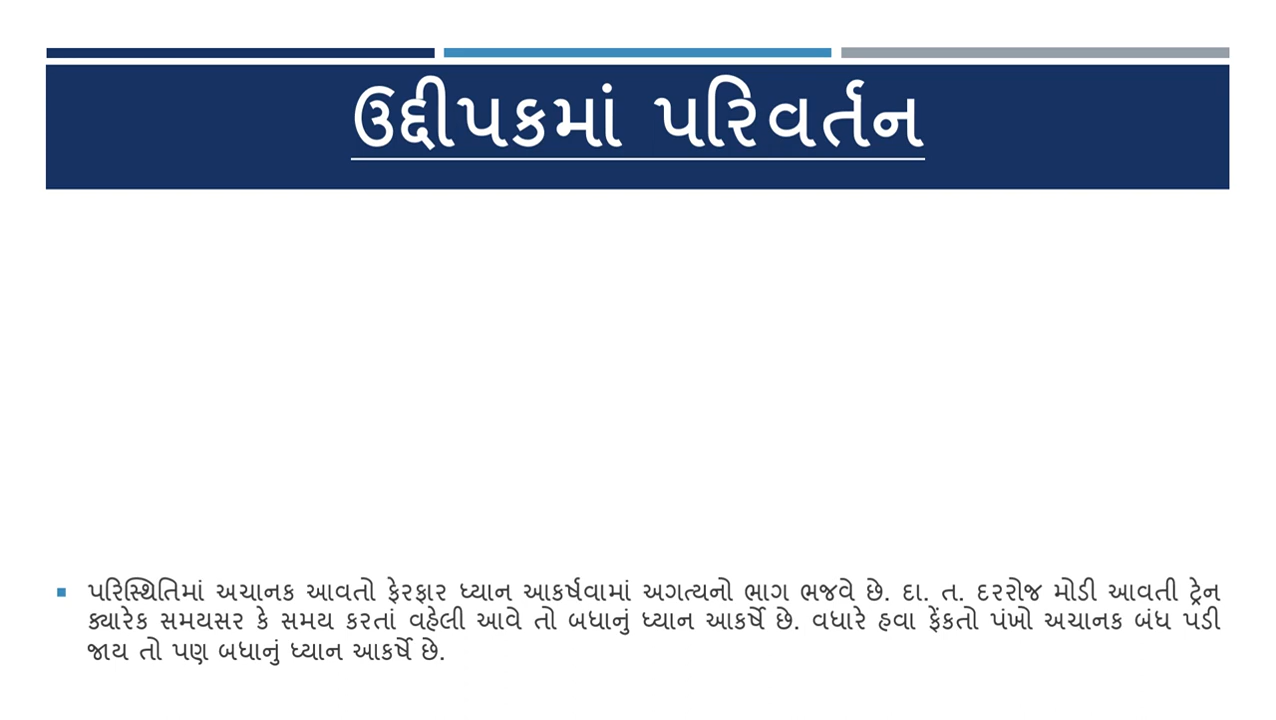 ઉદ્દીપકમાં પરિવર્તન
▪ પરિસ્થિતિમાં અચાનક આવતો ફેરફાર ધ્યાન આકર્ષવામાં અગત્યનો ભાગ ભજવે છે. દા. ત. દરરોજ મોડી આવતી ટ્રેન
ક્યારેક સમયસર કે સમય કરતાં વહેલી આવે તો બધાનું ધ્યાન આકર્ષે છે. વધારે હવા ફેંકતો પંખો અચાનક બંધ પડી
જાય તો પણ બધાનું ધ્યાન આકર્ષે છે.